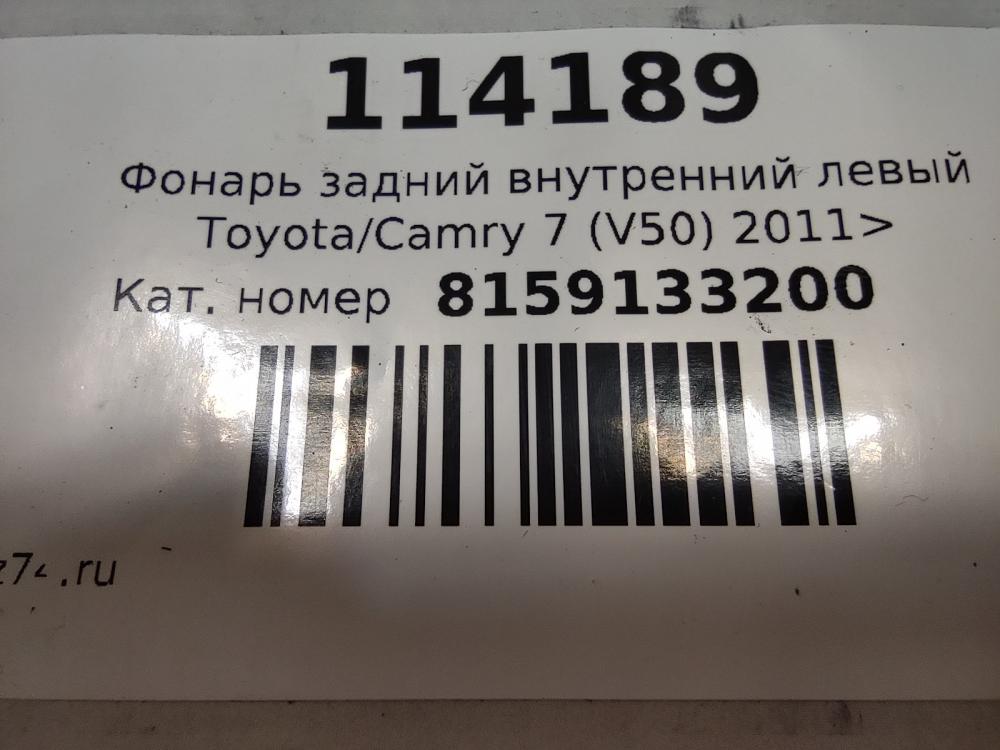 114189
Фонарь задний внутренний левый
Toyota/Camry 7 (V50) 2011>
Кат. номер 8159133200